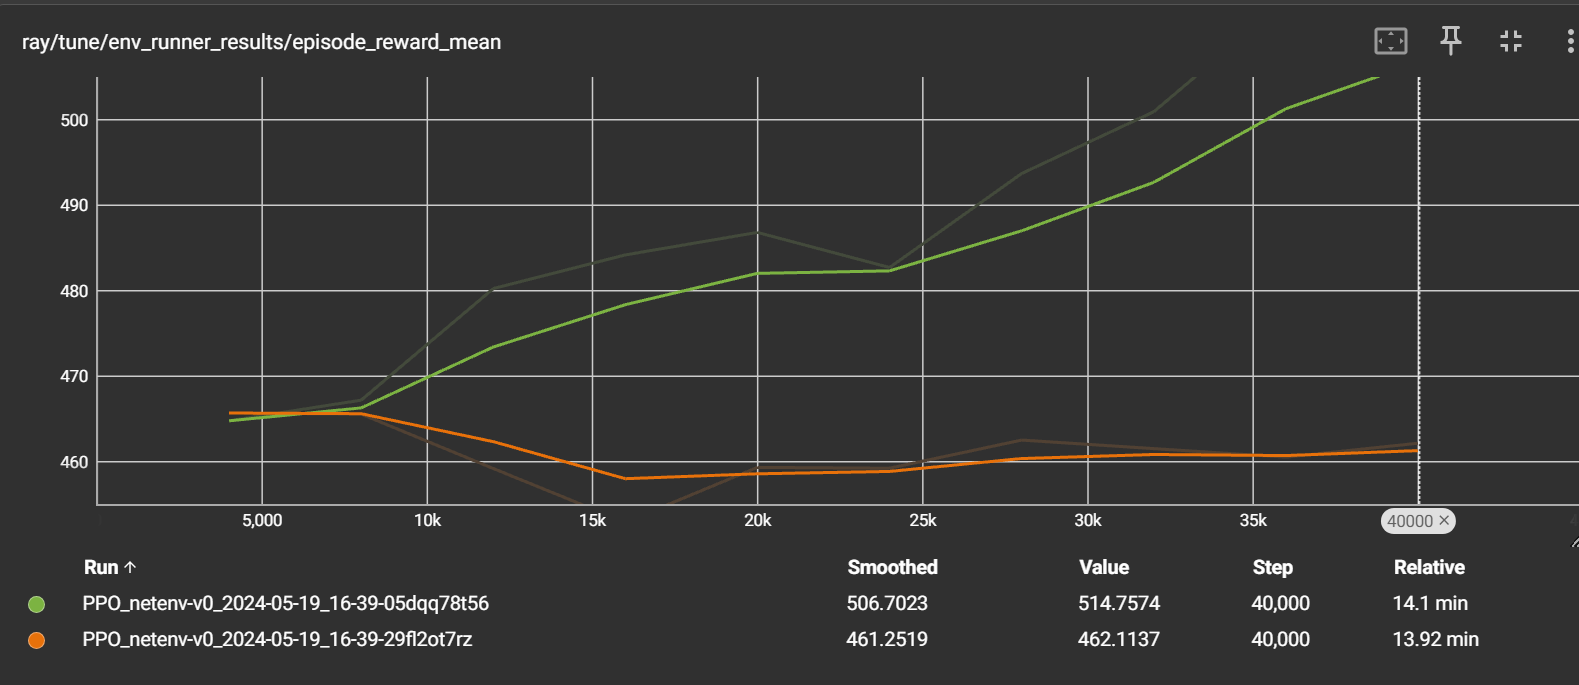 ray/tune/env_runner_results/episode_reward_mean
500
490
480
470
460
5,000 10k 15k 20k 25k 30k 35k 40000 ×
Run ↑ Smoothed Value Step Relative
PPO_netenv-v0_2024-05-19_16-39-05dqq78t56 506.7023 514.7574 40,000 14.1 min
PPO_netenv-v0_2024-05-19_16-39-29fl2ot7rz 461.2519 462.1137 40,000 13.92 min